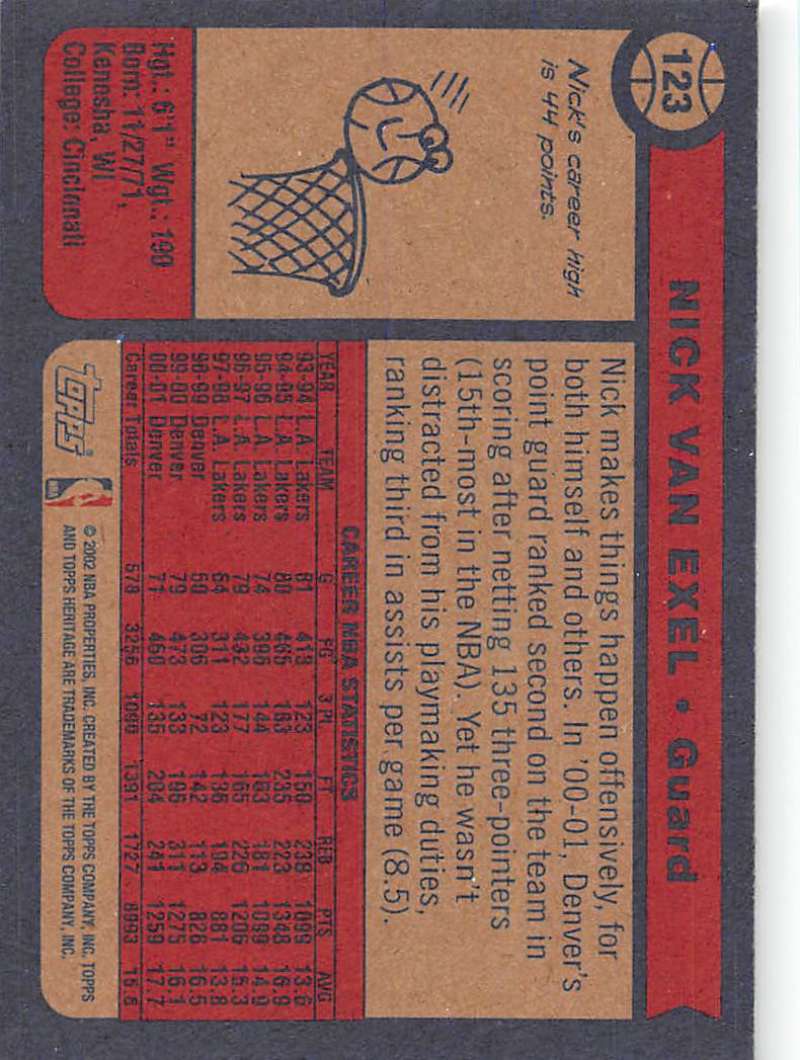 123
NICK VAN EXEL • Guard
Nick's career high
is 44 points.
Hgt.: 6'1" Wgt.: 190
Born: 11/27/71,
Kenosha, WI
College: Cincinnati
Nick makes things happen offensively, for
both himself and others. In '00-01, Denver's
point guard ranked second on the team in
scoring after netting 135 three-pointers
(15th-most in the NBA). Yet he wasn't
distracted from his playmaking duties,
ranking third in assists per game (8.5).
CAREER NBA STATISTICS
YEAR TEAM G FG 3 PT FT REB PTS AVG
93-94 L.A. Lakers 81 413 123 150 238 1099 13.6
94-95 L.A. Lakers 80 465 183 235 223 1348 16.9
95-96 L.A. Lakers 74 396 144 163 181 1099 14.9
96-97 L.A. Lakers 79 432 177 165 226 1206 15.3
97-98 L.A. Lakers 64 311 123 136 194 881 13.8
98-99 Denver 50 306 72 142 113 826 16.5
99-00 Denver 79 473 133 196 311 1275 16.1
00-01 Denver 71 460 135 204 241 1259 17.7
Career Totals 578 3256 1090 1391 1727 8993 15.6
TOPPS
NBA
© 2002 NBA PROPERTIES, INC. CREATED BY THE TOPPS COMPANY, INC. TOPPS
AND TOPPS HERITAGE ARE TRADEMARKS OF THE TOPPS COMPANY, INC.